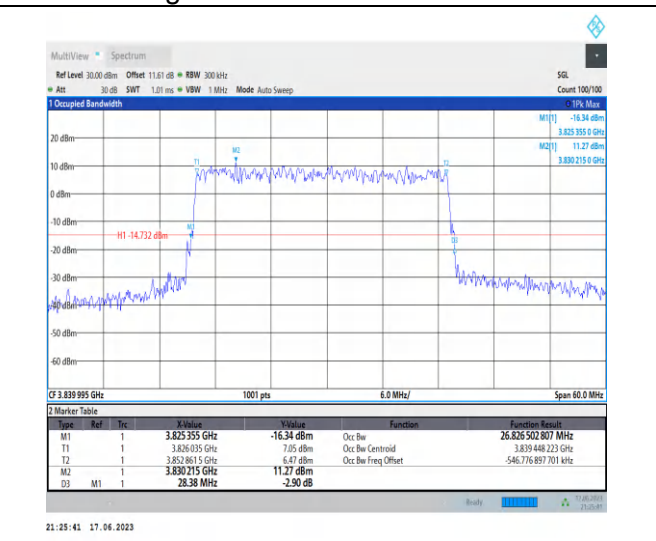 MultiView Spectrum
Ref Level 30.00 dBm Offset 11.61 dB RBW 300 kHz SGL
Att 30 dB SWT 1.01 ms VBW 1 MHz Mode Auto Sweep Count 100/100
1 Occupied Bandwidth 1Pk Max
M1[1] -16.34 dBm
3.825 355 0 GHz
M2[1] 11.27 dBm
3.830 215 0 GHz
20 dBm
M2
T1
T2
10 dBm
0 dBm
-10 dBm
M1
H1 -14.732 dBm
D3
-20 dBm
-30 dBm
-40 dBm
-50 dBm
-60 dBm
CF 3.839 995 GHz 1001 pts 6.0 MHz/ Span 60.0 MHz
2 Marker Table
Type Ref Trc X-Value Y-Value Function Function Result
M1 1 3.825 355 GHz -16.34 dBm Occ Bw 26.826 502 807 MHz
T1 1 3.826 035 GHz 7.05 dBm Occ Bw Centroid 3.839 448 223 GHz
T2 1 3.852 861 5 GHz 6.47 dBm Occ Bw Freq Offset -546.776 897 701 kHz
M2 1 3.830 215 GHz 11.27 dBm
D3 M1 1 28.38 MHz -2.90 dB
Ready 17.06.2023
21:25:41
21:25:41 17.06.2023